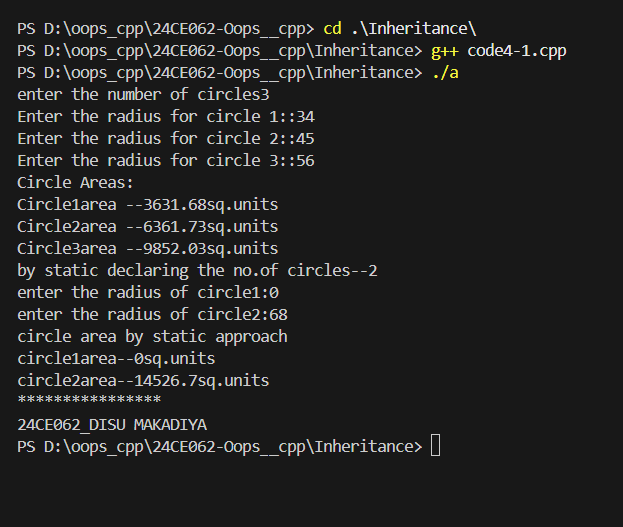 PS D:\oops_cpp\24CE062-Oops__cpp> cd .\Inheritance\
PS D:\oops_cpp\24CE062-Oops__cpp\Inheritance> g++ code4-1.cpp
PS D:\oops_cpp\24CE062-Oops__cpp\Inheritance> ./a
enter the number of circles3
Enter the radius for circle 1::34
Enter the radius for circle 2::45
Enter the radius for circle 3::56
Circle Areas:
Circle1area --3631.68sq.units
Circle2area --6361.73sq.units
Circle3area --9852.03sq.units
by static declaring the no.of circles--2
enter the radius of circle1:0
enter the radius of circle2:68
circle area by static approach
circle1area--0sq.units
circle2area--14526.7sq.units
****************
24CE062_DISU MAKADIYA
PS D:\oops_cpp\24CE062-Oops__cpp\Inheritance>